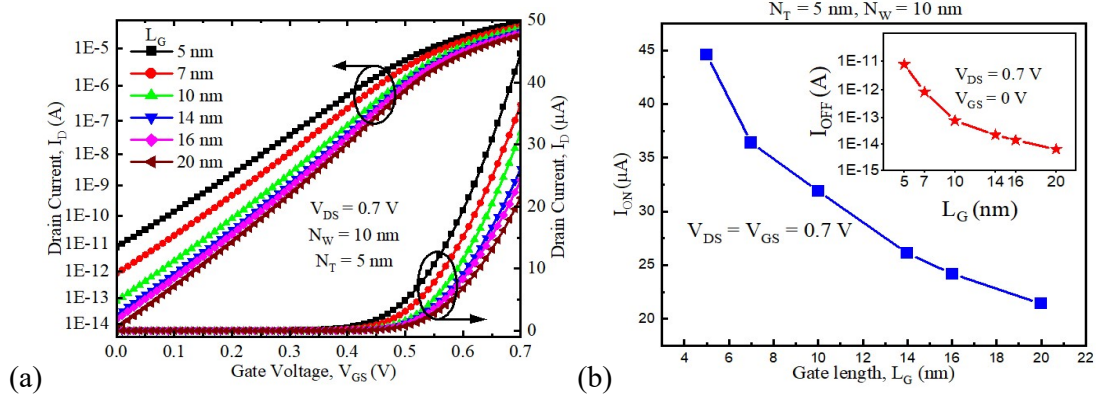 (a)
Drain Current, I_D (A)
1E-5
1E-6
1E-7
1E-8
1E-9
1E-10
1E-11
1E-12
1E-13
1E-14
L_G
5 nm
7 nm
10 nm
14 nm
16 nm
20 nm
V_DS = 0.7 V
N_W = 10 nm
N_T = 5 nm
0.0 0.1 0.2 0.3 0.4 0.5 0.6 0.7
Gate Voltage, V_GS (V)
50
40
30
20
10
0
Drain Current, I_D (µA)
(b)
N_T = 5 nm, N_W = 10 nm
I_ON (µA)
45
40
35
30
25
20
V_DS = V_GS = 0.7 V
4 6 8 10 12 14 16 18 20 22
Gate length, L_G (nm)
I_OFF (A)
1E-11
1E-12
1E-13
1E-14
1E-15
V_DS = 0.7 V
V_GS = 0 V
5 7 10 14 16 20
L_G (nm)